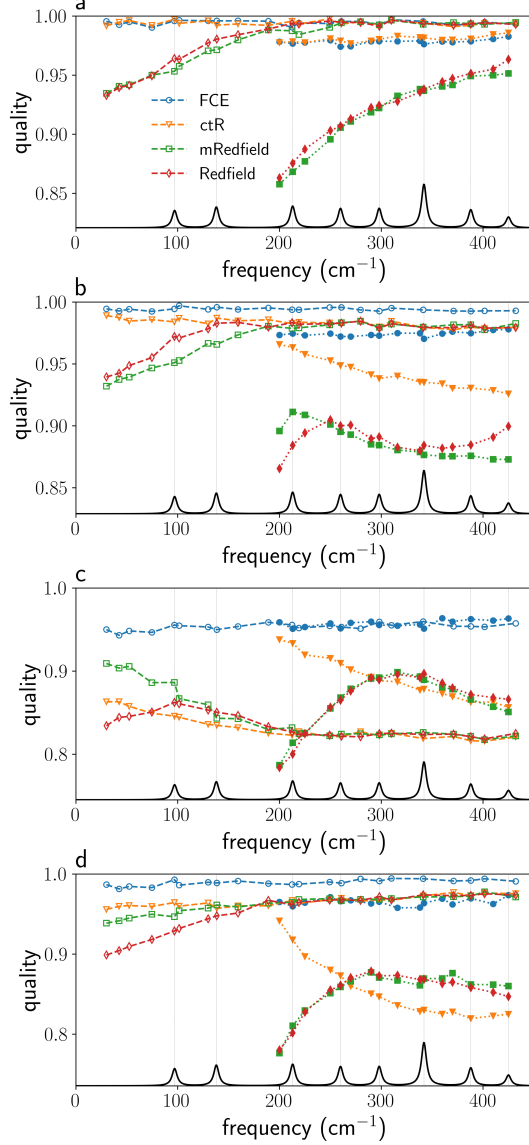 a
1.00
0.95
0.90
0.85
quality
FCE
ctR
mRedfield
Redfield
0 100 200 300 400
frequency (cm⁻¹)
b
1.00
0.95
0.90
0.85
quality
0 100 200 300 400
frequency (cm⁻¹)
c
1.0
0.9
0.8
quality
0 100 200 300 400
frequency (cm⁻¹)
d
1.0
0.9
0.8
quality
0 100 200 300 400
frequency (cm⁻¹)